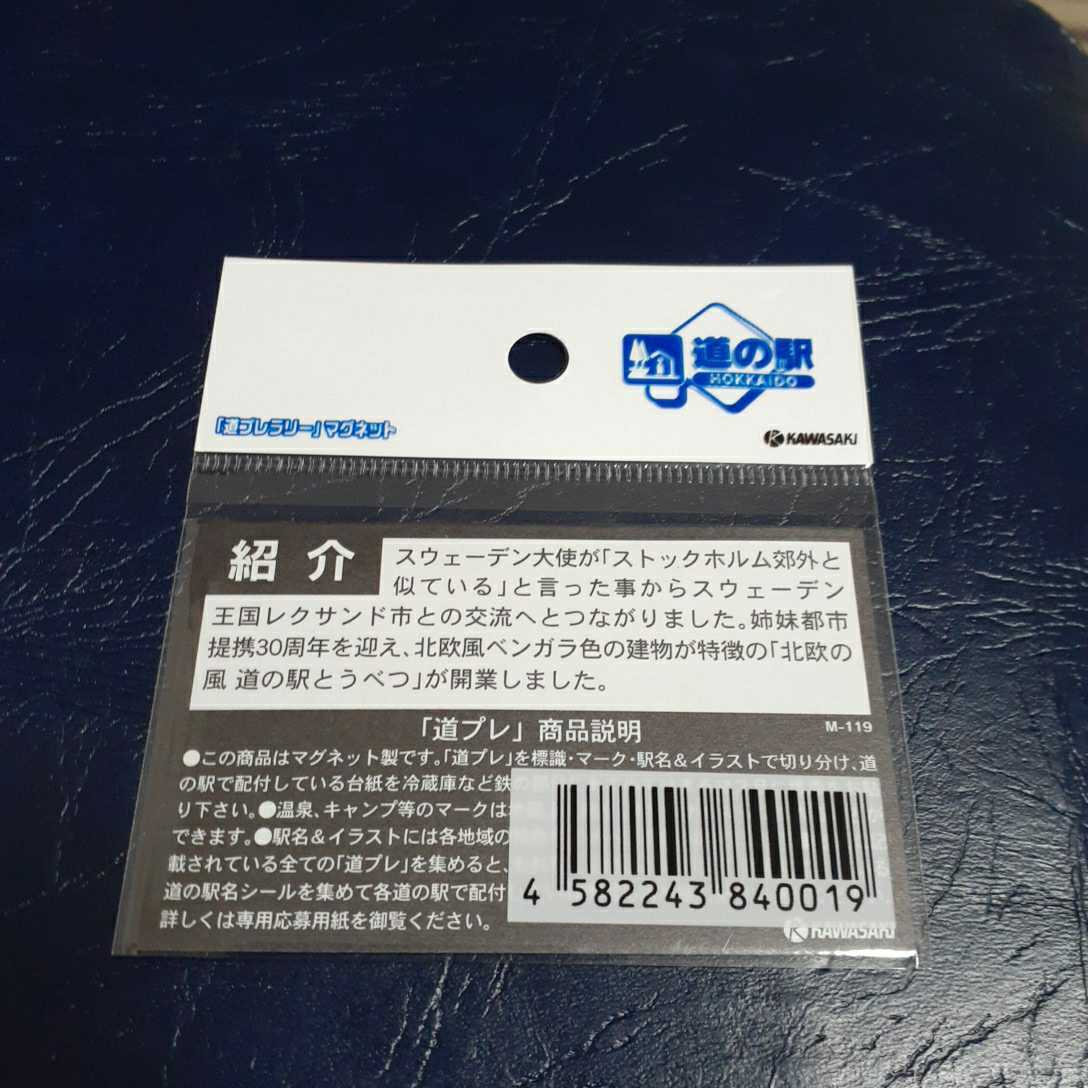 道の駅
HOKKAIDO
「道プレラリー」マグネット
KAWASAKI
紹介
スウェーデン大使が「ストックホルム郊外と
似ている」と言った事からスウェーデン
王国レクサンド市との交流へとつながりました。姉妹都市
提携30周年を迎え、北欧風ベンガラ色の建物が特徴の「北欧の
風 道の駅とうべつ」が開業しました。
「道プレ」 商品説明
M-119
●この商品はマグネット製です。「道プレ」を標識・マーク・駅名＆イラストで切り分け、道
の駅で配付している台紙を冷蔵庫など鉄
り下さい。●温泉、キャンプ等のマークは
できます。●駅名＆イラストには各地域の
載されている全ての「道プレ」を集めると、
道の駅名シールを集めて各道の駅で配付
詳しくは専用応募用紙を御覧ください。
4 582243 840019
KAWASAKI